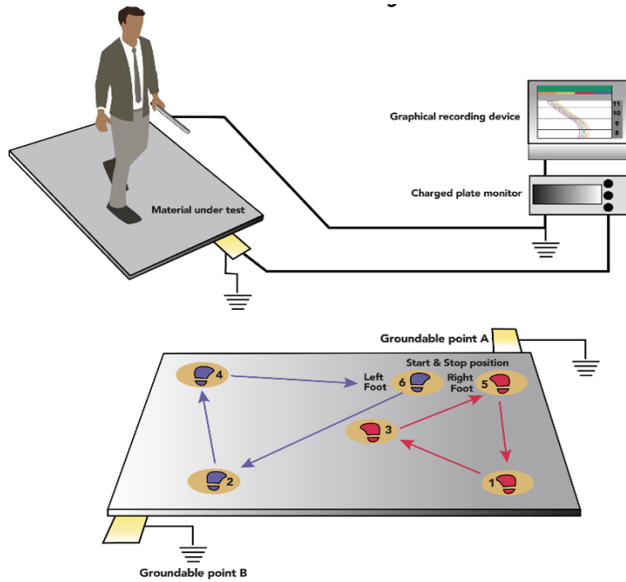 Graphical recording device
11
10
9
8
Charged plate monitor
Material under test
Groundable point A
Start & Stop position
4
Left
Foot
6
Right
Foot
5
3
2
1
Groundable point B